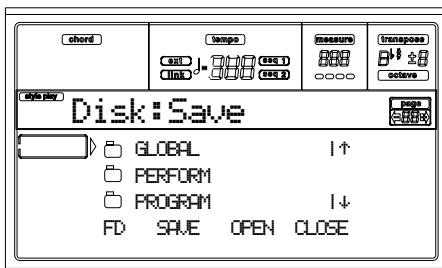 chord
tempo
measure
transpose
ext
link
seq 1
seq 2
octave
style play
Disk:Save
page
GLOBAL
PERFORM
PROGRAM
FD SAVE OPEN CLOSE